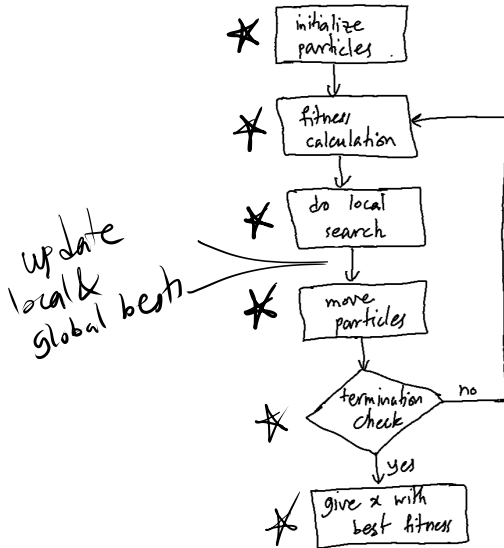 initialize
particles
fitness
calculation
do local
search
update
local &
global bests
move
particles
termination
check
no
yes
give x with
best fitness